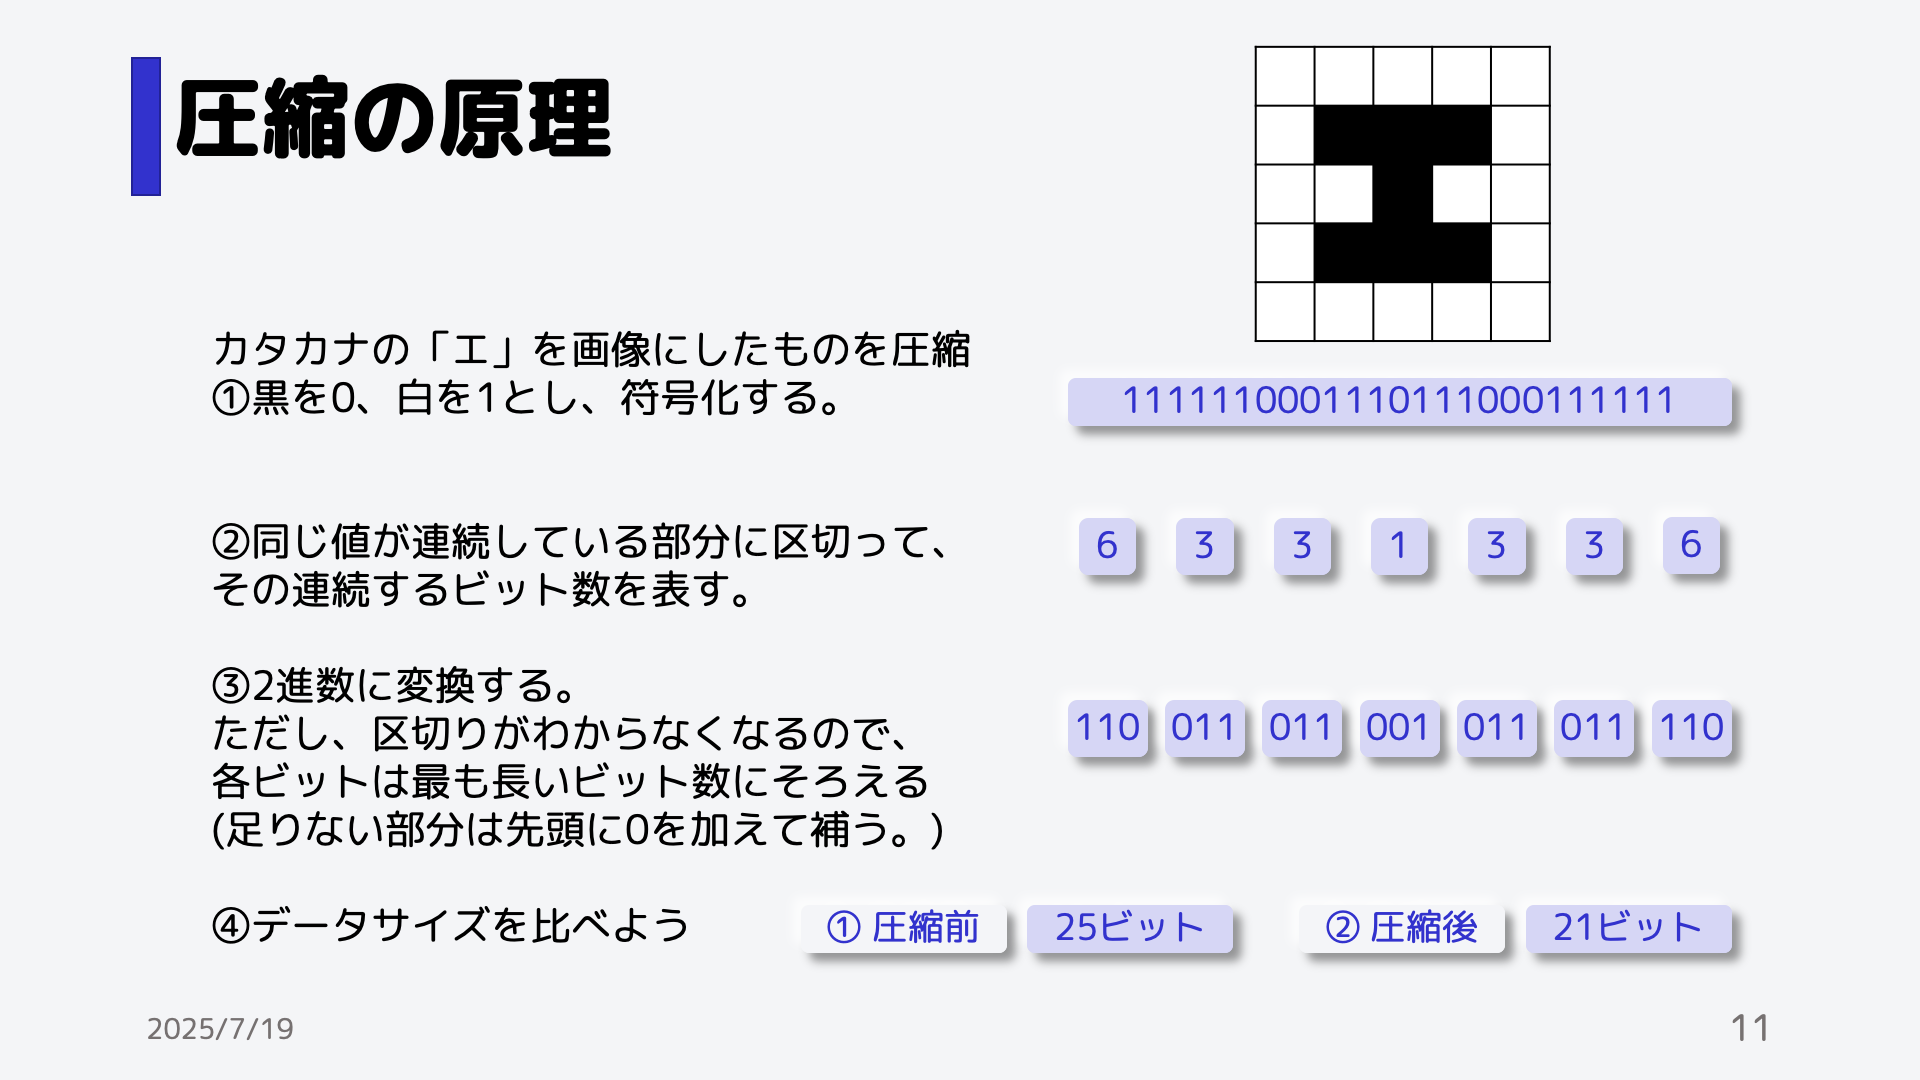 圧縮の原理
カタカナの「エ」を画像にしたものを圧縮
①黒を0、白を1とし、符号化する。
1111110001110111000111111
②同じ値が連続している部分に区切って、
その連続するビット数を表す。
6 3 3 1 3 3 6
③2進数に変換する。
ただし、区切りがわからなくなるので、
各ビットは最も長いビット数にそろえる
(足りない部分は先頭に0を加えて補う。)
110 011 011 001 011 011 110
④データサイズを比べよう
① 圧縮前 25ビット ② 圧縮後 21ビット
2025/7/19
11